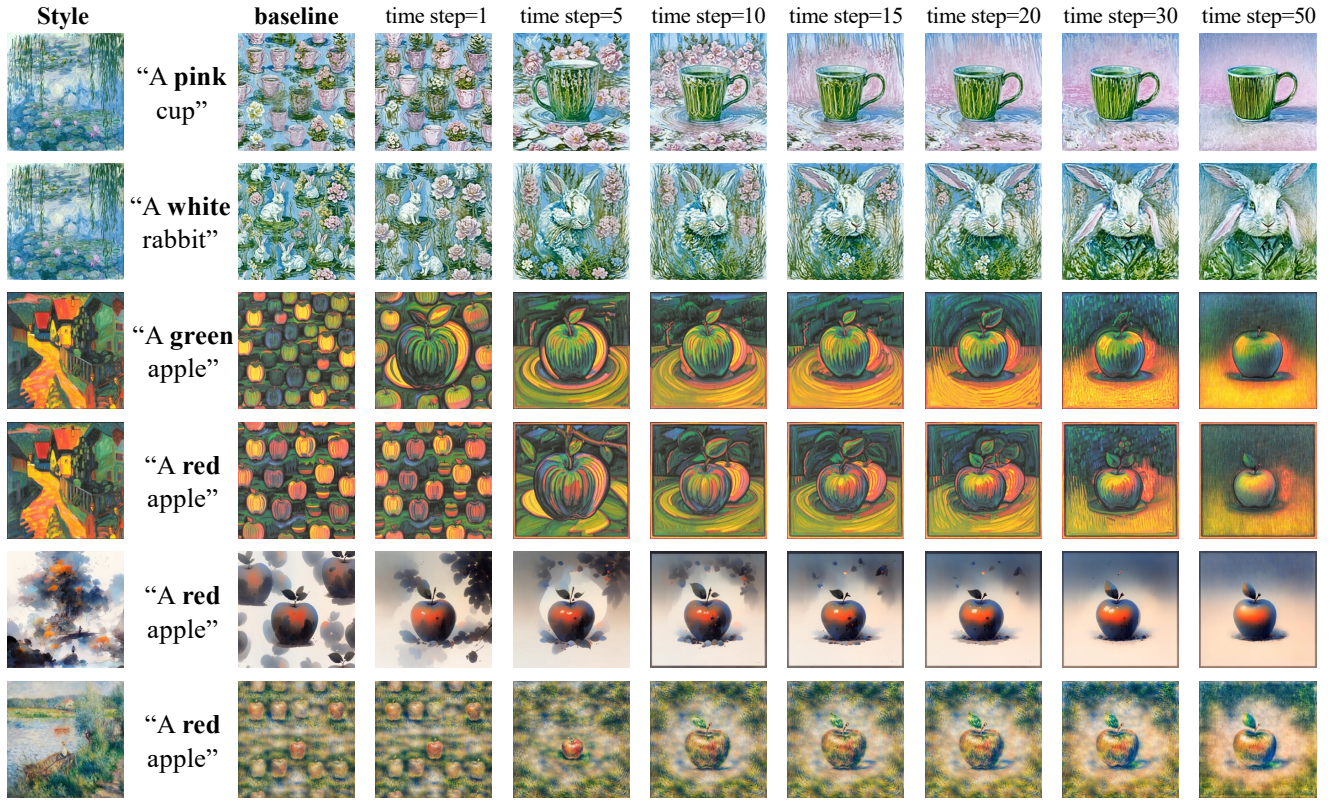 Style baseline time step=1 time step=5 time step=10 time step=15 time step=20 time step=30 time step=50
“A pink
cup”
“A white
rabbit”
“A green
apple”
“A red
apple”
“A red
apple”
“A red
apple”